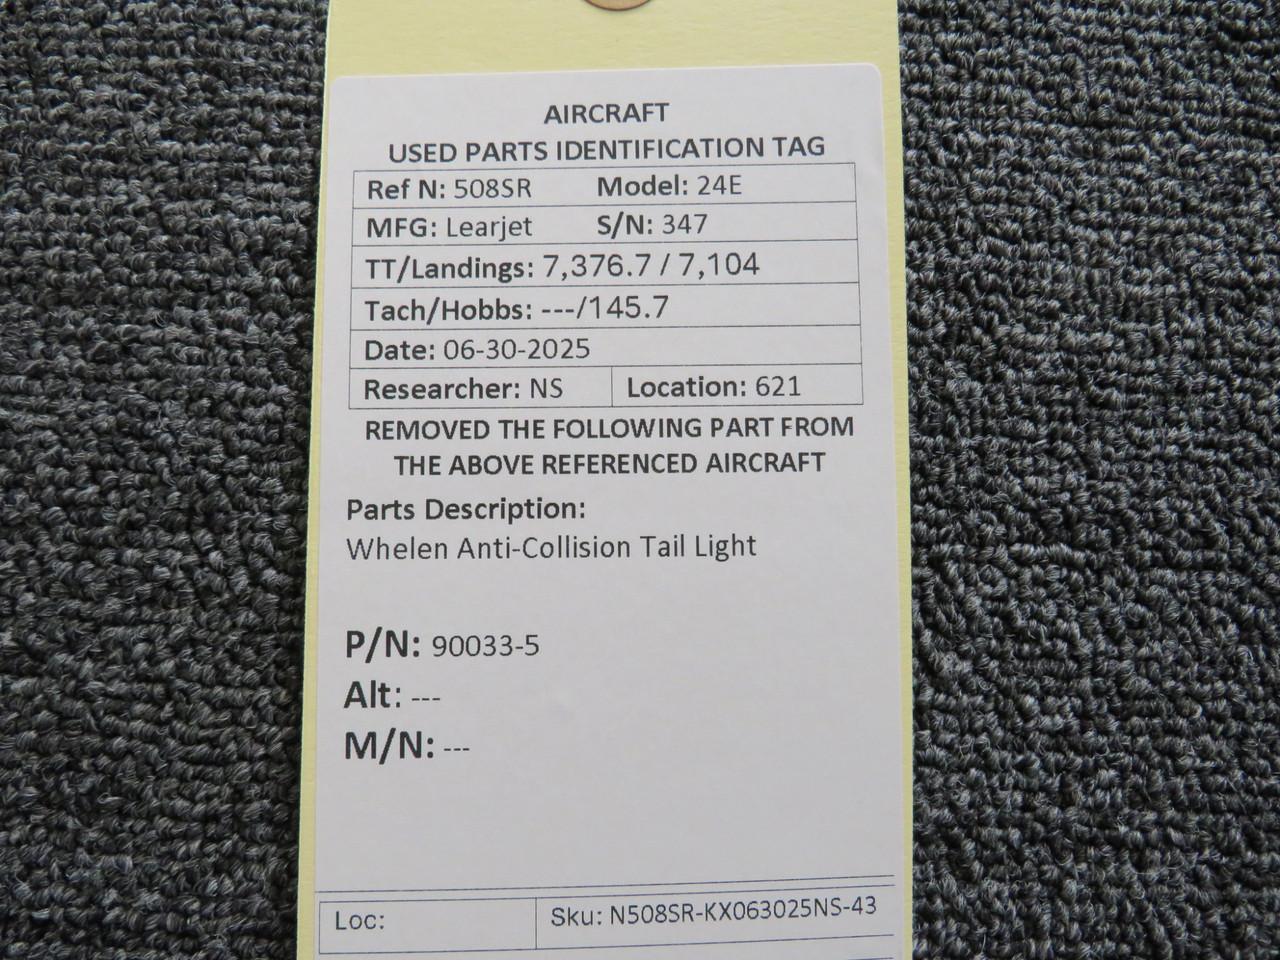 AIRCRAFT
USED PARTS IDENTIFICATION TAG
Ref N: 508SR Model: 24E
MFG: Learjet S/N: 347
TT/Landings: 7,376.7 / 7,104
Tach/Hobbs: ---/145.7
Date: 06-30-2025
Researcher: NS Location: 621
REMOVED THE FOLLOWING PART FROM
THE ABOVE REFERENCED AIRCRAFT
Parts Description:
Whelen Anti-Collision Tail Light
P/N: 90033-5
Alt: ---
M/N: ---
Loc: Sku: N508SR-KX063025NS-43